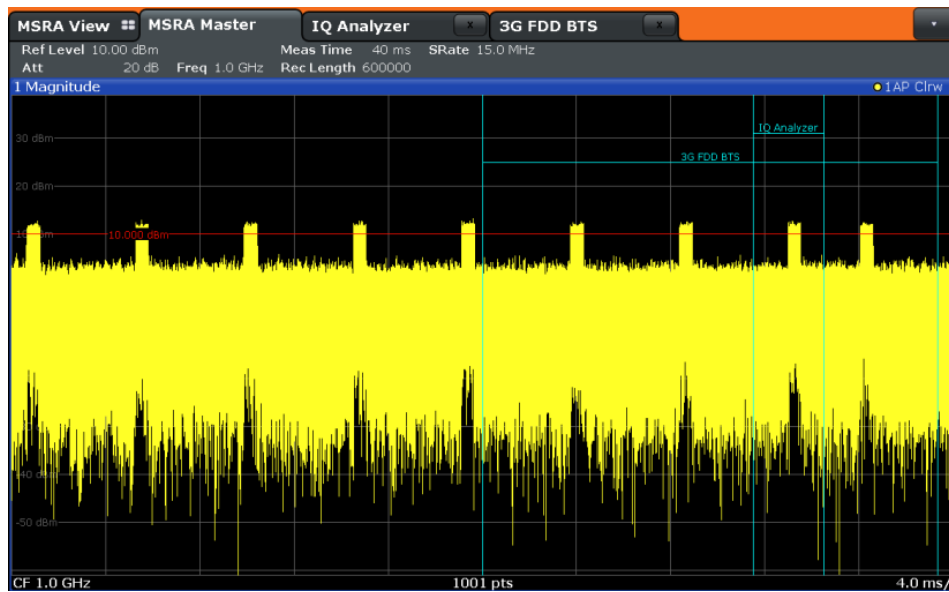 MSRA View MSRA Master IQ Analyzer x 3G FDD BTS x
Ref Level 10.00 dBm Meas Time 40 ms SRate 15.0 MHz
Att 20 dB Freq 1.0 GHz Rec Length 600000
1 Magnitude 1AP Clrw
IQ Analyzer
30 dBm
3G FDD BTS
20 dBm
10.000 dBm
-50 dBm
CF 1.0 GHz 1001 pts 4.0 ms/